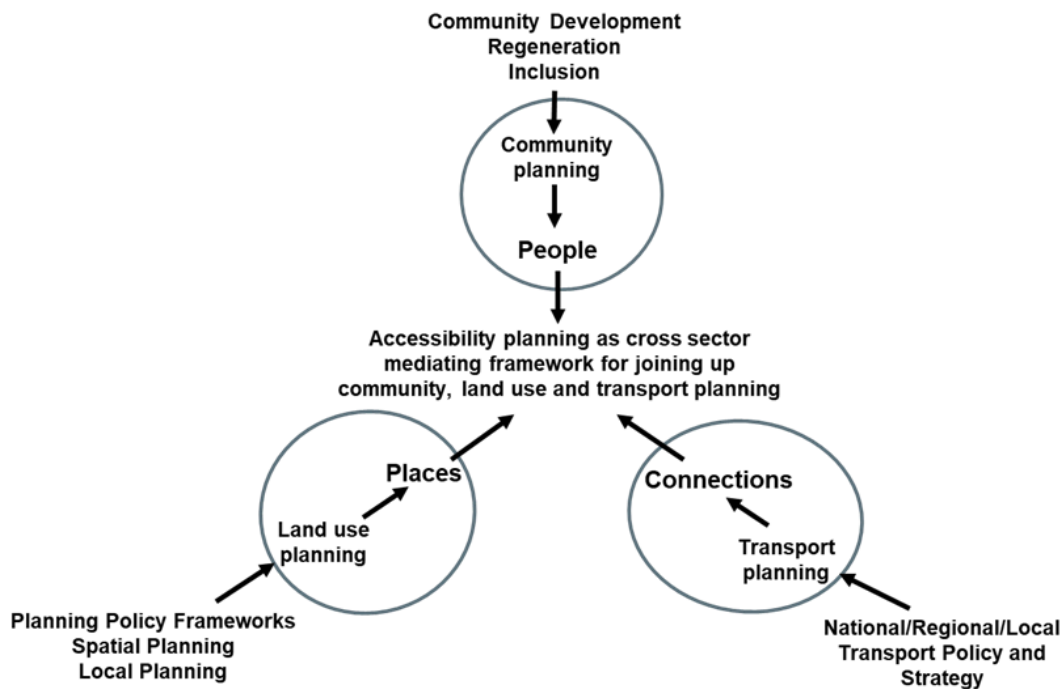 Community Development
Regeneration
Inclusion
Community
planning
People
Accessibility planning as cross sector
mediating framework for joining up
community, land use and transport planning
Places
Land use
planning
Planning Policy Frameworks
Spatial Planning
Local Planning
Connections
Transport
planning
National/Regional/Local
Transport Policy and
Strategy